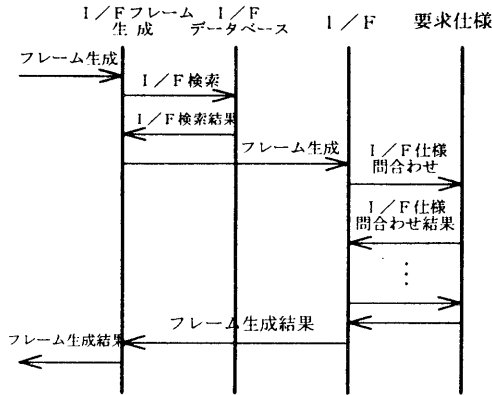 I/Fフレーム
生成
I/F
データベース
I/F
要求仕様
フレーム生成
I/F検索
I/F検索結果
フレーム生成
I/F仕様
問合わせ
I/F仕様
問合わせ結果
フレーム生成結果
フレーム生成結果